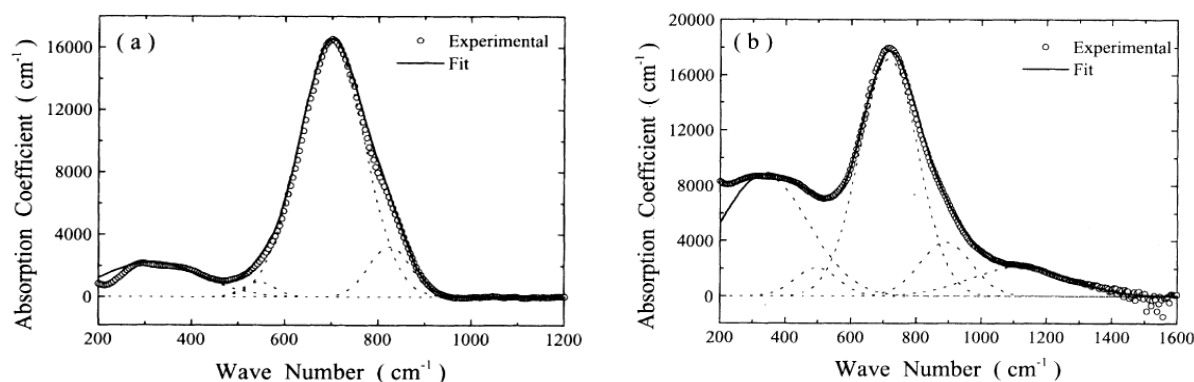 ( a )
Experimental
Fit
16000
12000
8000
4000
0
200 400 600 800 1000 1200
Wave Number ( cm-1 )
Absorption Coefficient ( cm-1 )
( b )
Experimental
Fit
20000
16000
12000
8000
4000
0
200 400 600 800 1000 1200 1400 1600
Wave Number ( cm-1 )
Absorption Coefficient ( cm-1 )